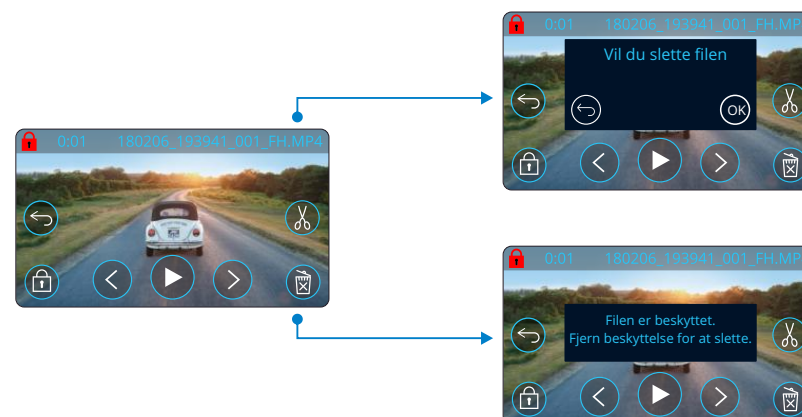 0:01 180206_193941_001_FH.MP4
0:01 180206_193941_001_FH.MP
Vil du slette filen
OK
0:01 180206_193941_001_FH.MP
Filen er beskyttet.
Fjern beskyttelse for at slette.